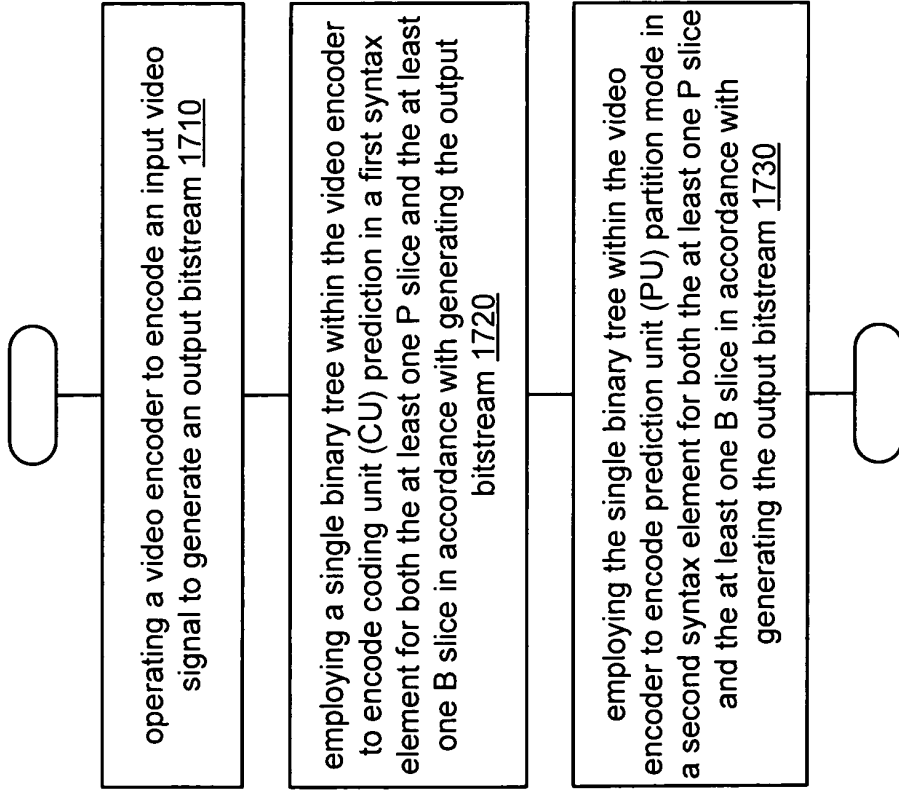 operating a video encoder to encode an input video
signal to generate an output bitstream 1710
employing a single binary tree within the video encoder
to encode coding unit (CU) prediction in a first syntax
element for both the at least one P slice and the at least
one B slice in accordance with generating the output
bitstream 1720
employing the single binary tree within the video
encoder to encode prediction unit (PU) partition mode in
a second syntax element for both the at least one P slice
and the at least one B slice in accordance with
generating the output bitstream 1730